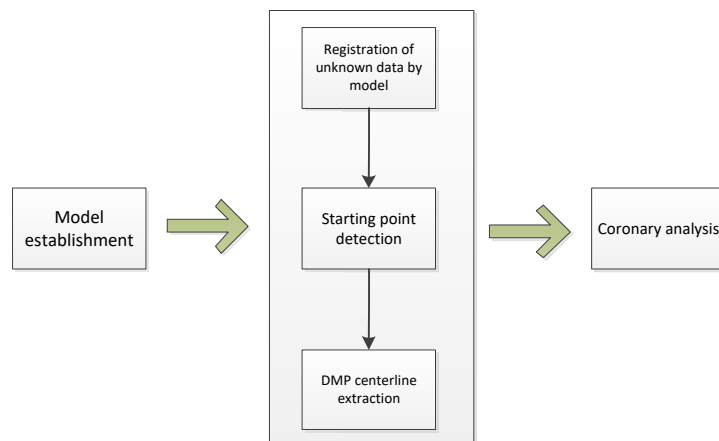 Model
establishment
Registration of
unknown data by
model
Starting point
detection
DMP centerline
extraction
Coronary analysis